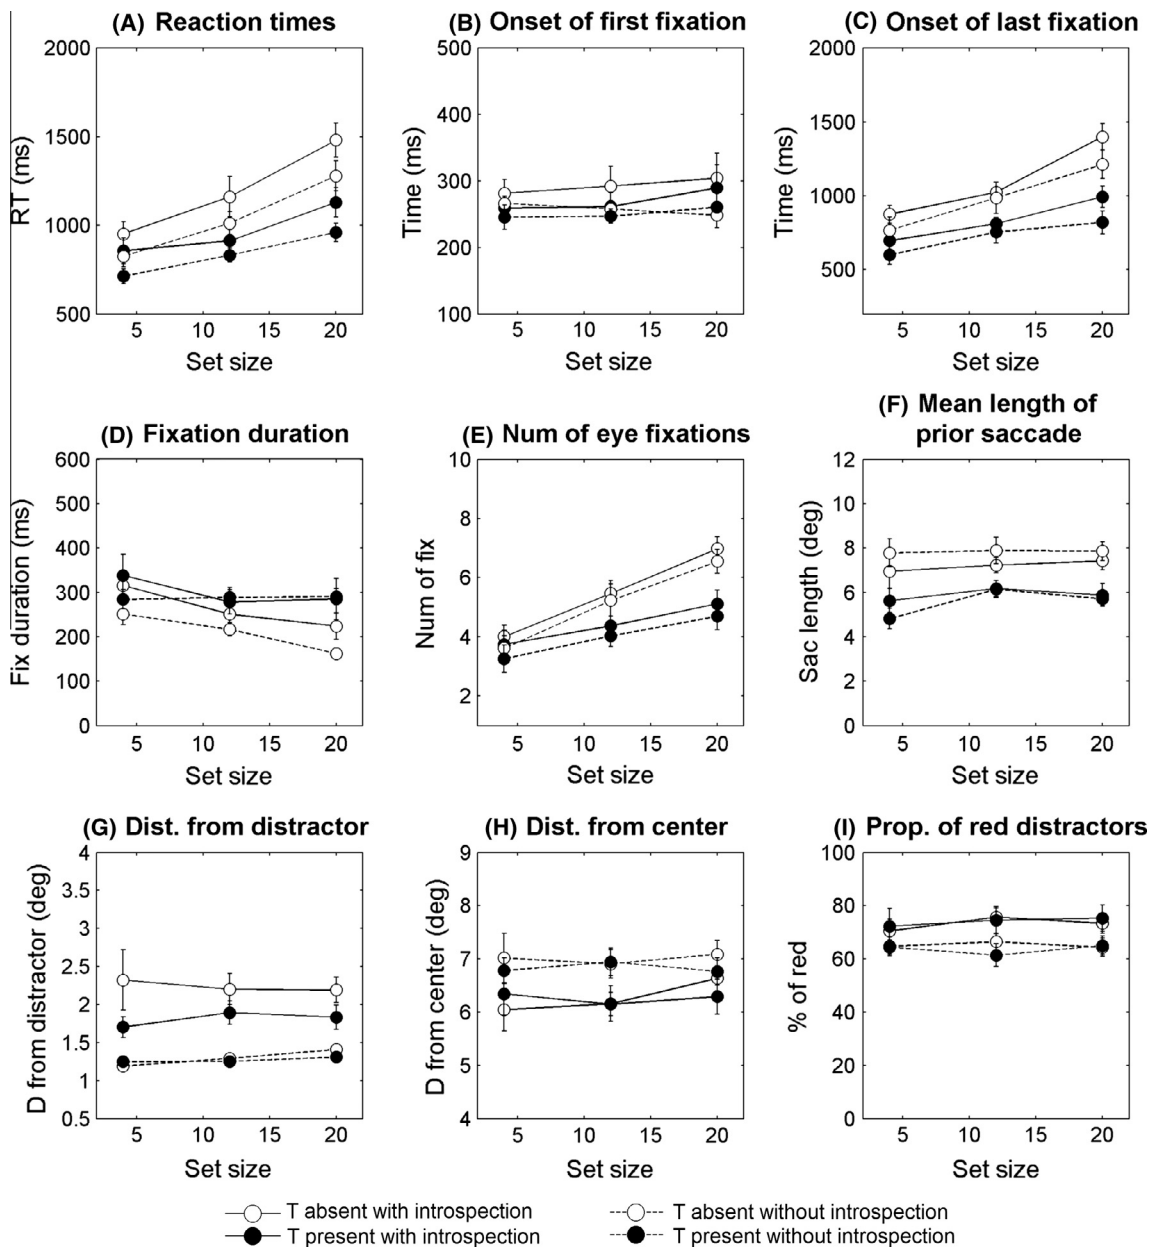 (A) Reaction times
2000
1500
1000
500
RT (ms)
5 10 15 20
Set size
(B) Onset of first fixation
500
400
300
200
100
Time (ms)
5 10 15 20
Set size
(C) Onset of last fixation
2000
1500
1000
500
Time (ms)
5 10 15 20
Set size
(D) Fixation duration
600
500
400
300
200
100
0
Fix duration (ms)
5 10 15 20
Set size
(E) Num of eye fixations
10
8
6
4
2
Num of fix
5 10 15 20
Set size
(F) Mean length of
prior saccade
12
10
8
6
4
2
0
Sac length (deg)
5 10 15 20
Set size
(G) Dist. from distractor
4
3.5
3
2.5
2
1.5
1
0.5
D from distractor (deg)
5 10 15 20
Set size
(H) Dist. from center
9
8
7
6
5
4
D from center (deg)
5 10 15 20
Set size
(I) Prop. of red distractors
100
80
60
40
20
0
% of red
5 10 15 20
Set size
T absent with introspection
T present with introspection
T absent without introspection
T present without introspection